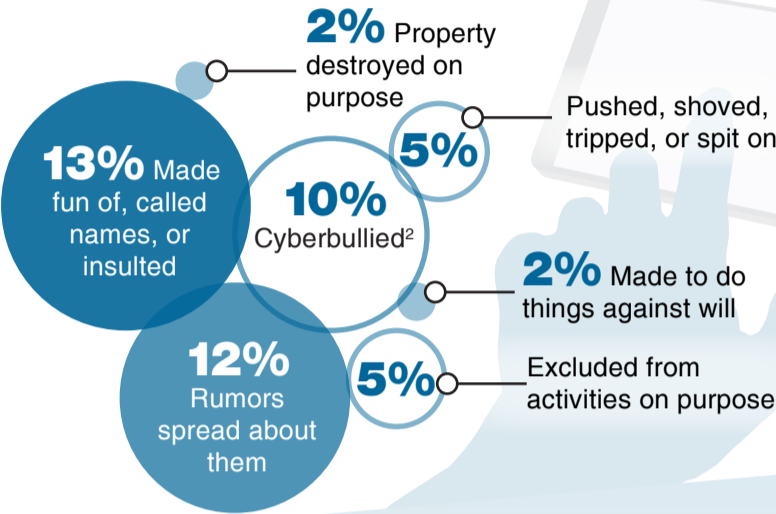 2% Property
destroyed on
purpose
Pushed, shoved,
tripped, or spit on
5%
13% Made
fun of, called
names, or
insulted
10%
Cyberbullied²
2% Made to do
things against will
12%
Rumors
spread about
them
5%
Excluded from
activities on purpose